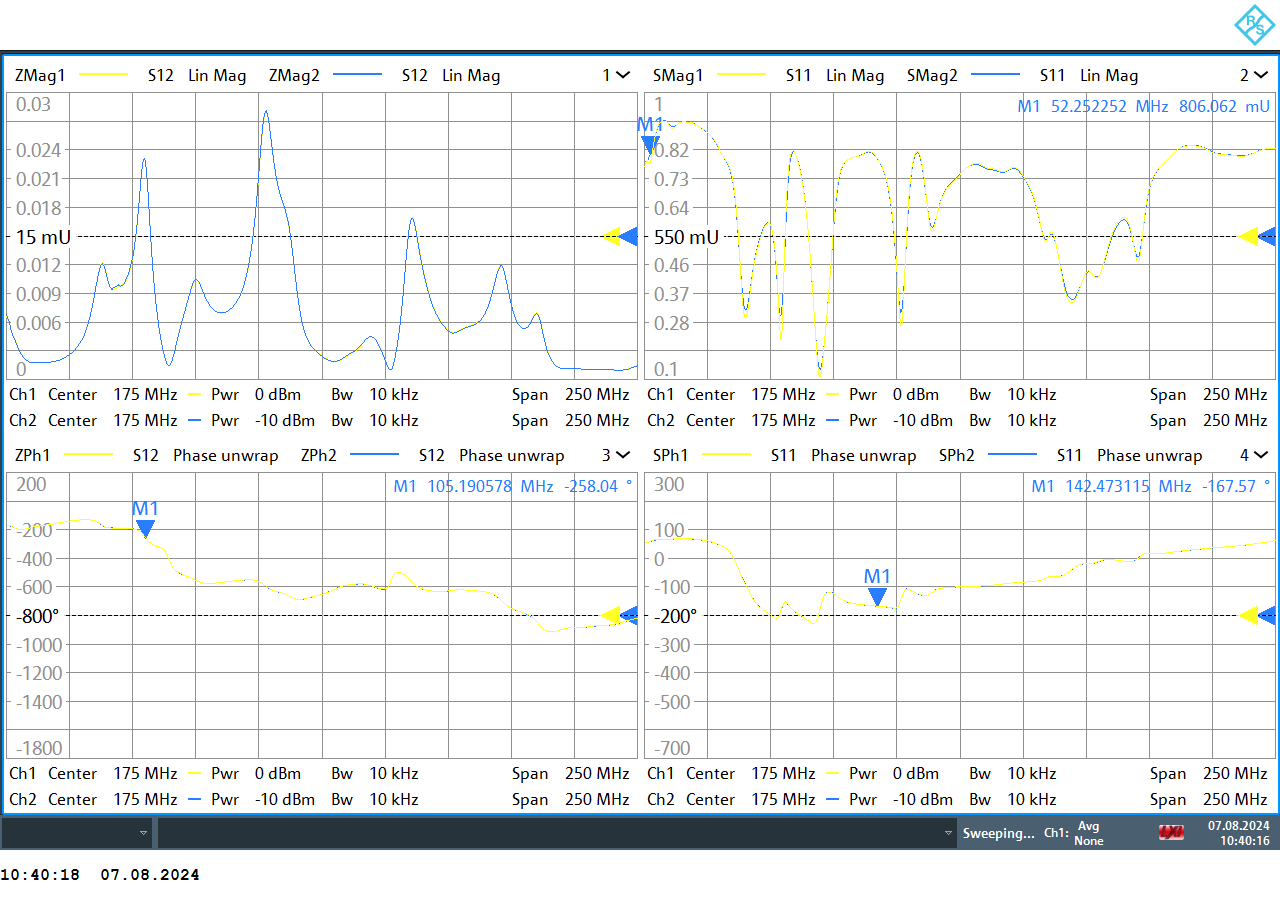 R S
ZMag1 S12 Lin Mag ZMag2 S12 Lin Mag 1
0.03
0.024
0.021
0.018
15 mU
0.012
0.009
0.006
0
Ch1 Center 175 MHz Pwr 0 dBm Bw 10 kHz Span 250 MHz
Ch2 Center 175 MHz Pwr -10 dBm Bw 10 kHz Span 250 MHz
SMag1 S11 Lin Mag SMag2 S11 Lin Mag 2
M1 52.252252 MHz 806.062 mU
M1
1
0.82
0.73
0.64
550 mU
0.46
0.37
0.28
0.1
Ch1 Center 175 MHz Pwr 0 dBm Bw 10 kHz Span 250 MHz
Ch2 Center 175 MHz Pwr -10 dBm Bw 10 kHz Span 250 MHz
ZPh1 S12 Phase unwrap ZPh2 S12 Phase unwrap 3
M1 105.190578 MHz -258.04 °
M1
200
-200
-400
-600
-800°
-1000
-1200
-1400
-1800
Ch1 Center 175 MHz Pwr 0 dBm Bw 10 kHz Span 250 MHz
Ch2 Center 175 MHz Pwr -10 dBm Bw 10 kHz Span 250 MHz
SPh1 S11 Phase unwrap SPh2 S11 Phase unwrap 4
M1 142.473115 MHz -167.57 °
300
100
0
M1
-100
-200°
-300
-400
-500
-700
Ch1 Center 175 MHz Pwr 0 dBm Bw 10 kHz Span 250 MHz
Ch2 Center 175 MHz Pwr -10 dBm Bw 10 kHz Span 250 MHz
Sweeping... Ch1: Avg None LXI 07.08.2024 10:40:16
10:40:18 07.08.2024